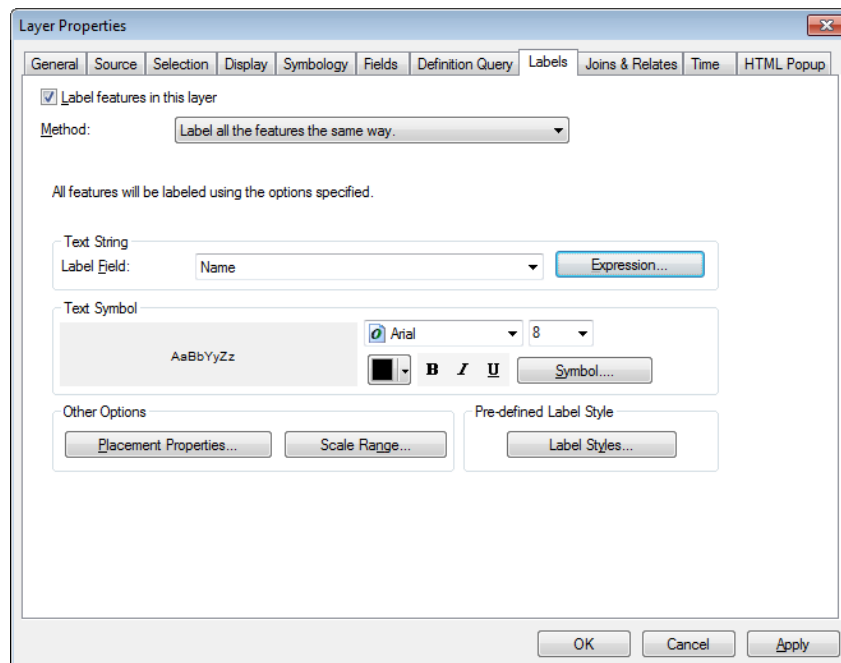 Layer Properties
General Source Selection Display Symbology Fields Definition Query Labels Joins & Relates Time HTML Popup
Label features in this layer
Method: Label all the features the same way.
All features will be labeled using the options specified.
Text String
Label Field: Name Expression...
Text Symbol
AaBbYyZz
Arial 8
B I U Symbol....
Other Options
Placement Properties... Scale Range...
Pre-defined Label Style
Label Styles...
OK Cancel Apply